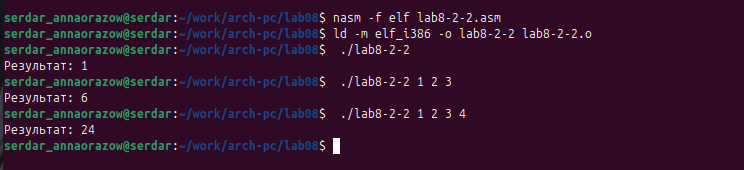 serdar_annaorazow@serdar:~/work/arch-pc/lab08$ nasm -f elf lab8-2-2.asm
serdar_annaorazow@serdar:~/work/arch-pc/lab08$ ld -m elf_i386 -o lab8-2-2 lab8-2-2.o
serdar_annaorazow@serdar:~/work/arch-pc/lab08$  ./lab8-2-2
Результат: 1
serdar_annaorazow@serdar:~/work/arch-pc/lab08$  ./lab8-2-2 1 2 3
Результат: 6
serdar_annaorazow@serdar:~/work/arch-pc/lab08$  ./lab8-2-2 1 2 3 4
Результат: 24
serdar_annaorazow@serdar:~/work/arch-pc/lab08$